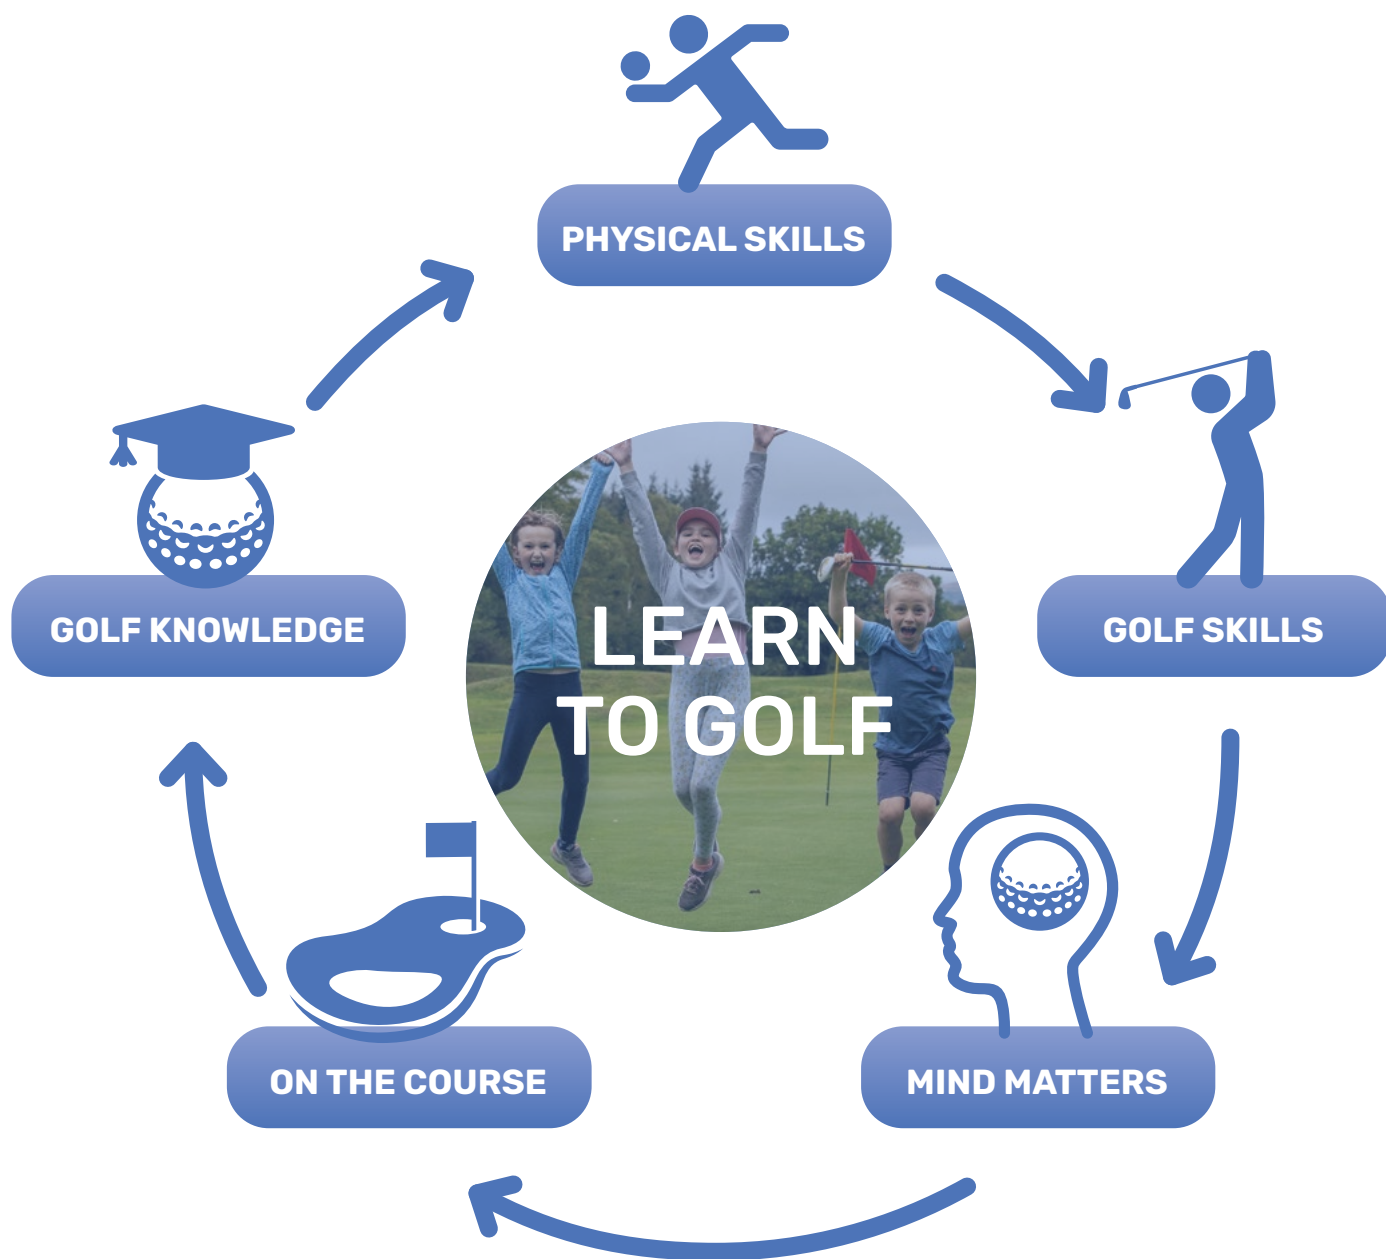 PHYSICAL SKILLS
GOLF KNOWLEDGE
GOLF SKILLS
LEARN
TO GOLF
ON THE COURSE
MIND MATTERS